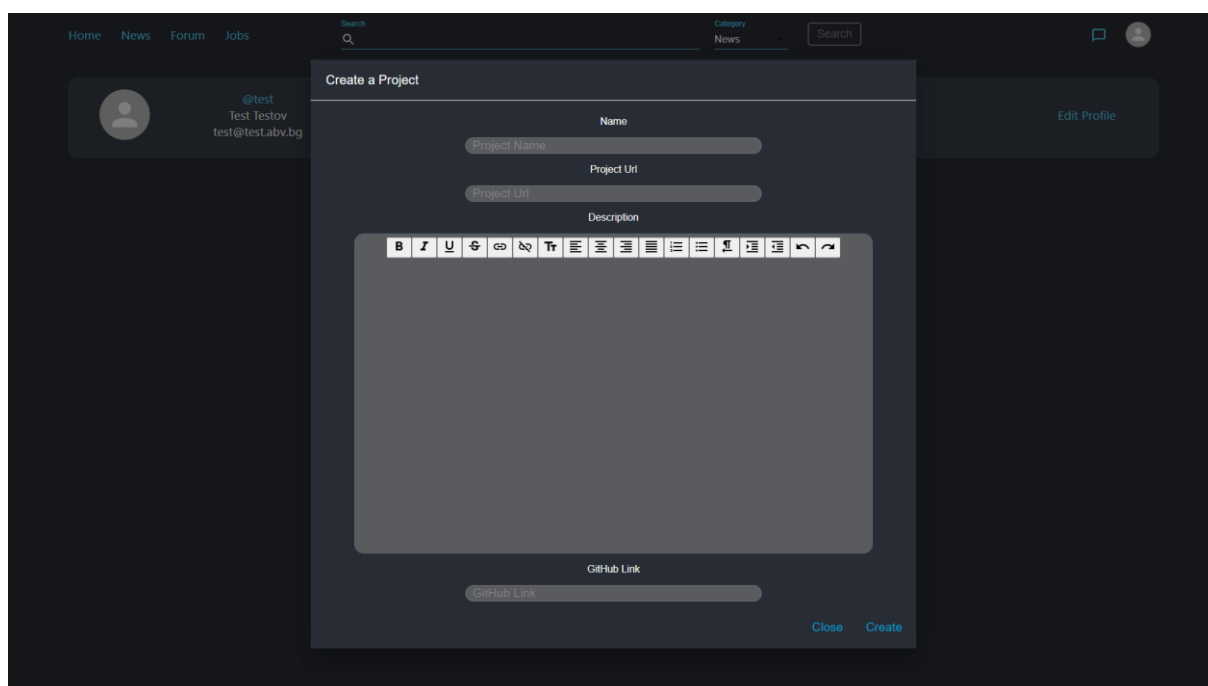 Home News Forum Jobs
Search
Category
News
Search
Create a Project
@test
Test Testov
test@test.abv.bg
Edit Profile
Name
Project Name
Project Url
Project Url
Description
B I U S Tт
GitHub Link
GitHub Link
Close Create